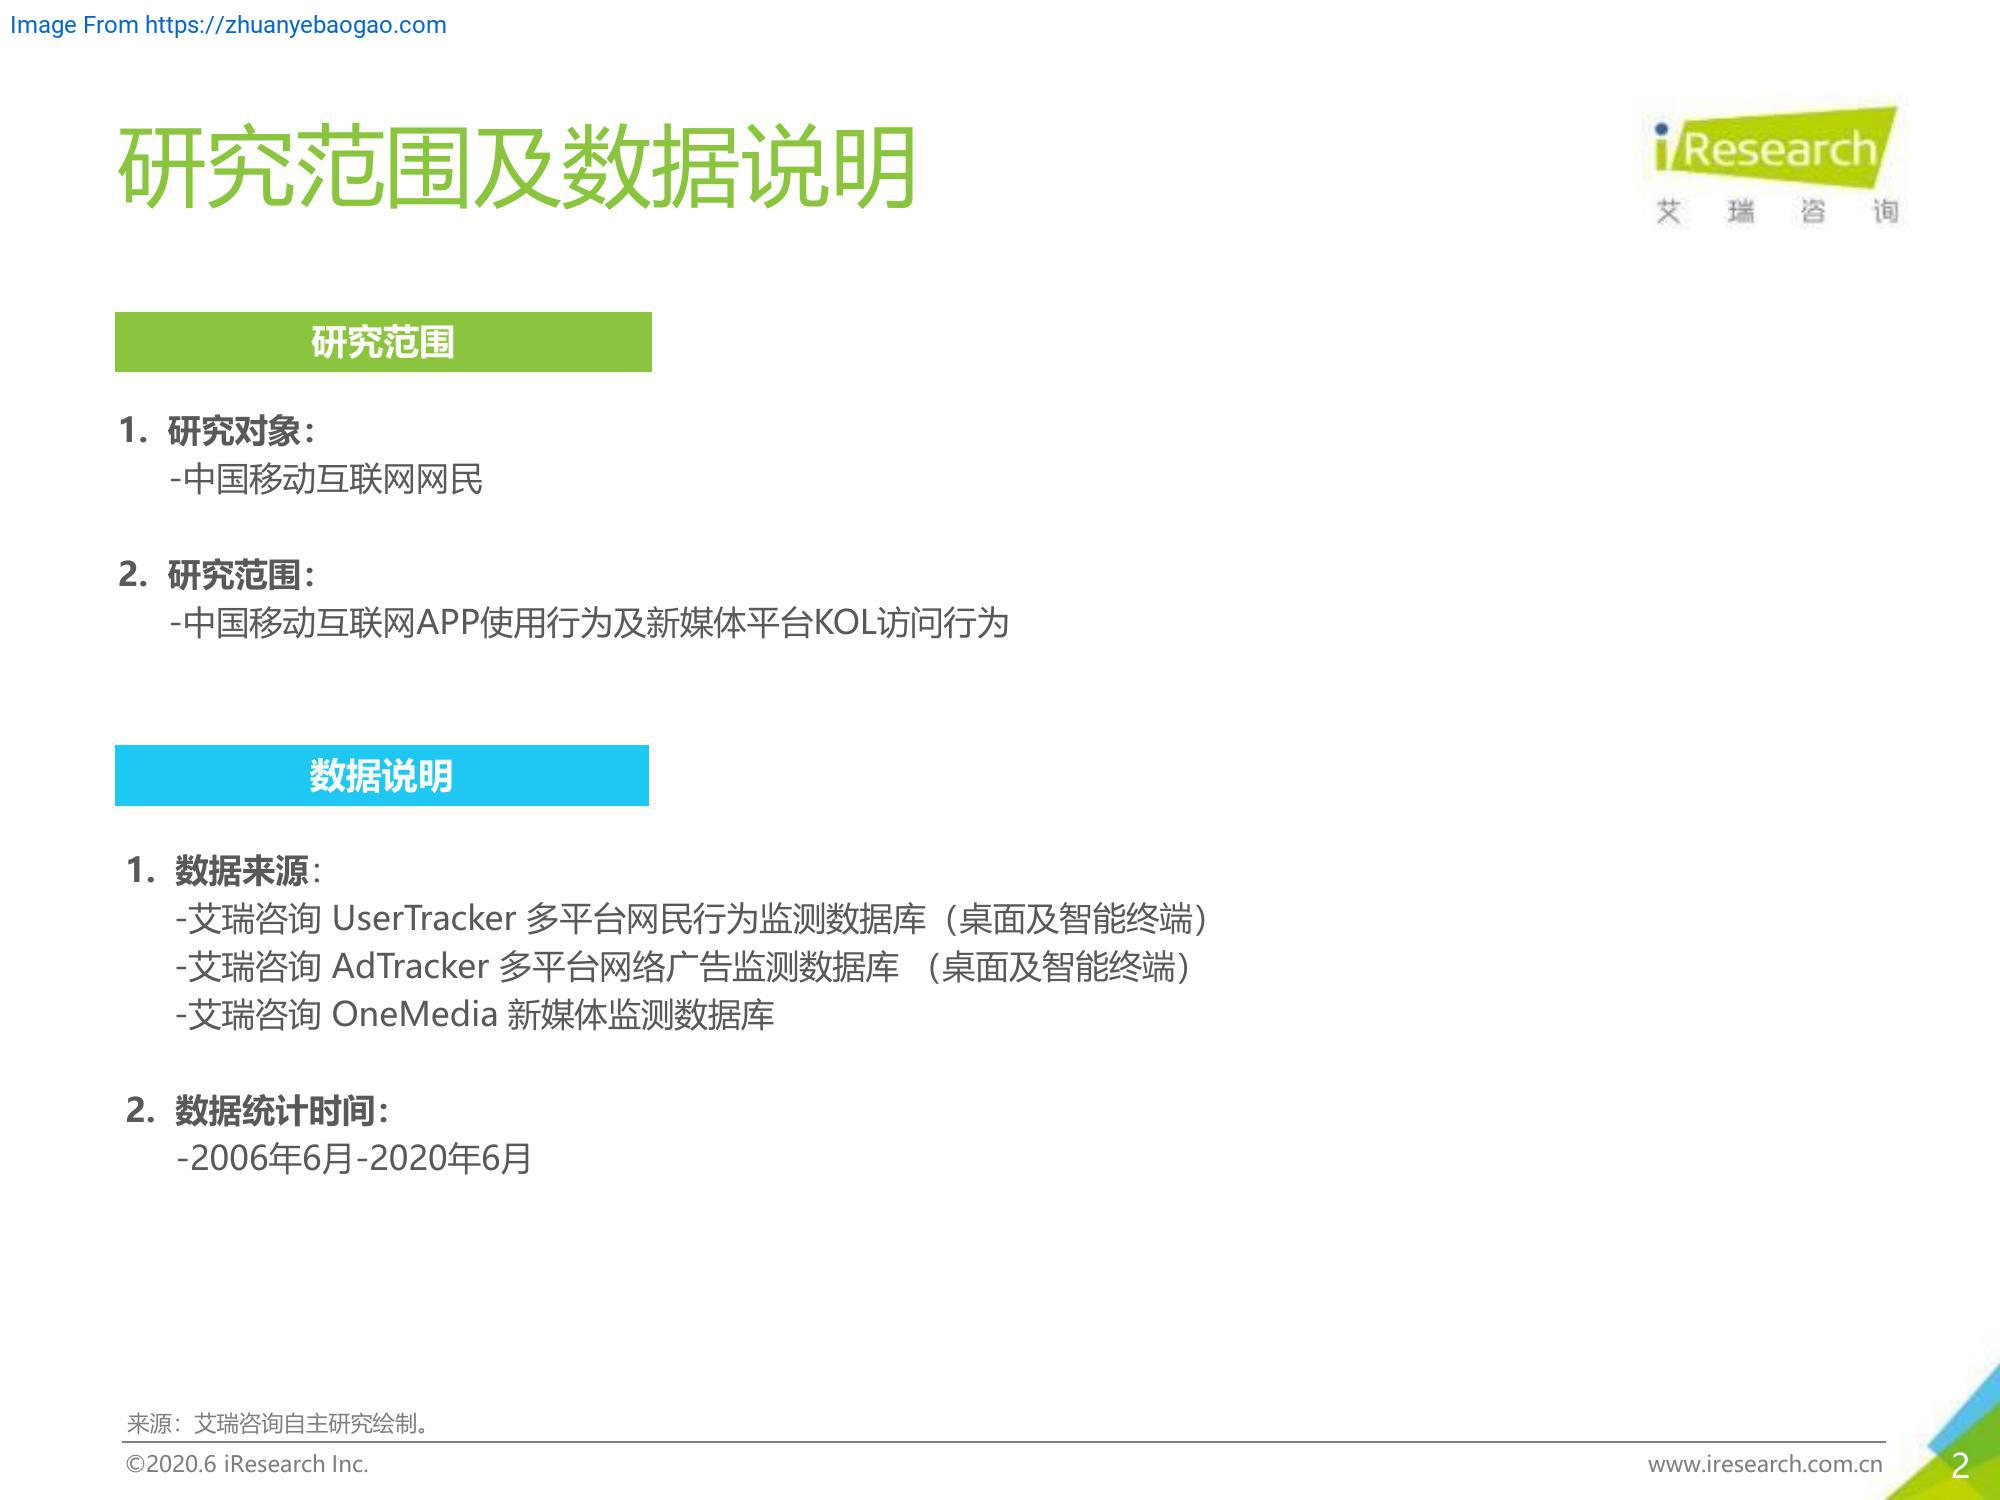 Image From https://zhuanyebaogao.com
研究范围及数据说明
iResearch
艾瑞咨询
研究范围
1. 研究对象：
-中国移动互联网网民
2. 研究范围：
-中国移动互联网APP使用行为及新媒体平台KOL访问行为
数据说明
1. 数据来源：
-艾瑞咨询 UserTracker 多平台网民行为监测数据库（桌面及智能终端）
-艾瑞咨询 AdTracker 多平台网络广告监测数据库 （桌面及智能终端）
-艾瑞咨询 OneMedia 新媒体监测数据库
2. 数据统计时间：
-2006年6月-2020年6月
来源：艾瑞咨询自主研究绘制。
©2020.6 iResearch Inc.
www.iresearch.com.cn
2